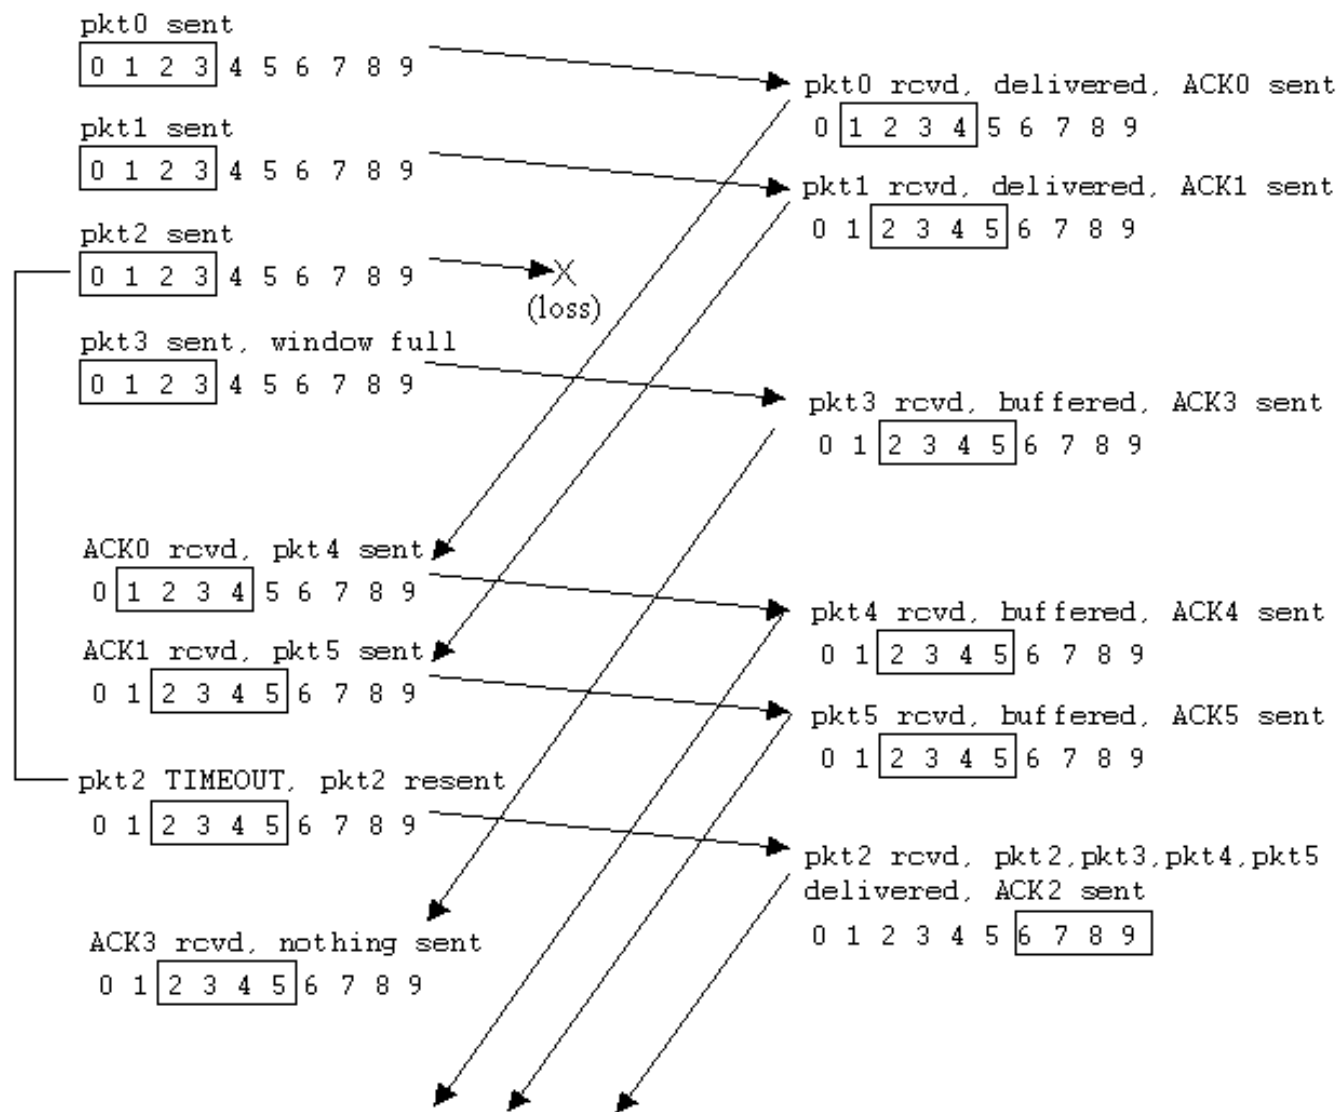 pkt0 sent
0 1 2 3 4 5 6 7 8 9
pkt1 sent
0 1 2 3 4 5 6 7 8 9
pkt2 sent
0 1 2 3 4 5 6 7 8 9
X
(loss)
pkt3 sent, window full
0 1 2 3 4 5 6 7 8 9
ACK0 rcvd, pkt4 sent
0 1 2 3 4 5 6 7 8 9
ACK1 rcvd, pkt5 sent
0 1 2 3 4 5 6 7 8 9
pkt2 TIMEOUT, pkt2 resent
0 1 2 3 4 5 6 7 8 9
ACK3 rcvd, nothing sent
0 1 2 3 4 5 6 7 8 9
pkt0 rcvd, delivered, ACK0 sent
0 1 2 3 4 5 6 7 8 9
pkt1 rcvd, delivered, ACK1 sent
0 1 2 3 4 5 6 7 8 9
pkt3 rcvd, buffered, ACK3 sent
0 1 2 3 4 5 6 7 8 9
pkt4 rcvd, buffered, ACK4 sent
0 1 2 3 4 5 6 7 8 9
pkt5 rcvd, buffered, ACK5 sent
0 1 2 3 4 5 6 7 8 9
pkt2 rcvd, pkt2,pkt3,pkt4,pkt5
delivered, ACK2 sent
0 1 2 3 4 5 6 7 8 9